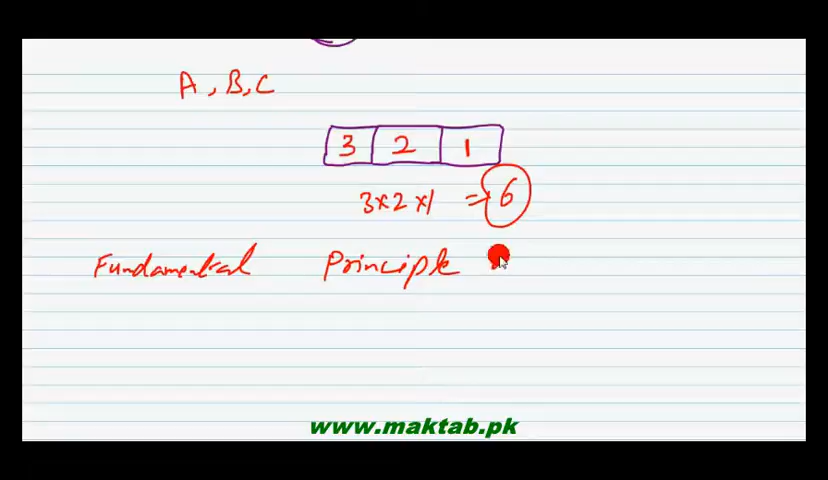 A, B, C
3 2 1
3×2×1 = 6
Fundamental Principle
www.maktab.pk